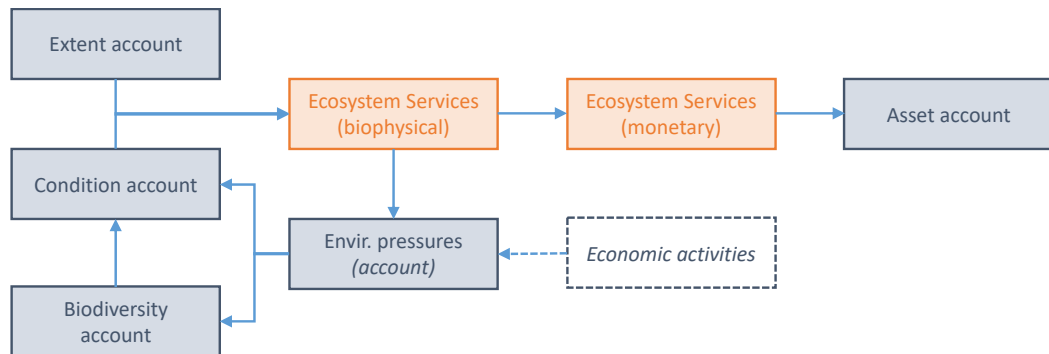 Extent account
Ecosystem Services
(biophysical)
Ecosystem Services
(monetary)
Asset account
Condition account
Envir. pressures
(account)
Economic activities
Biodiversity
account